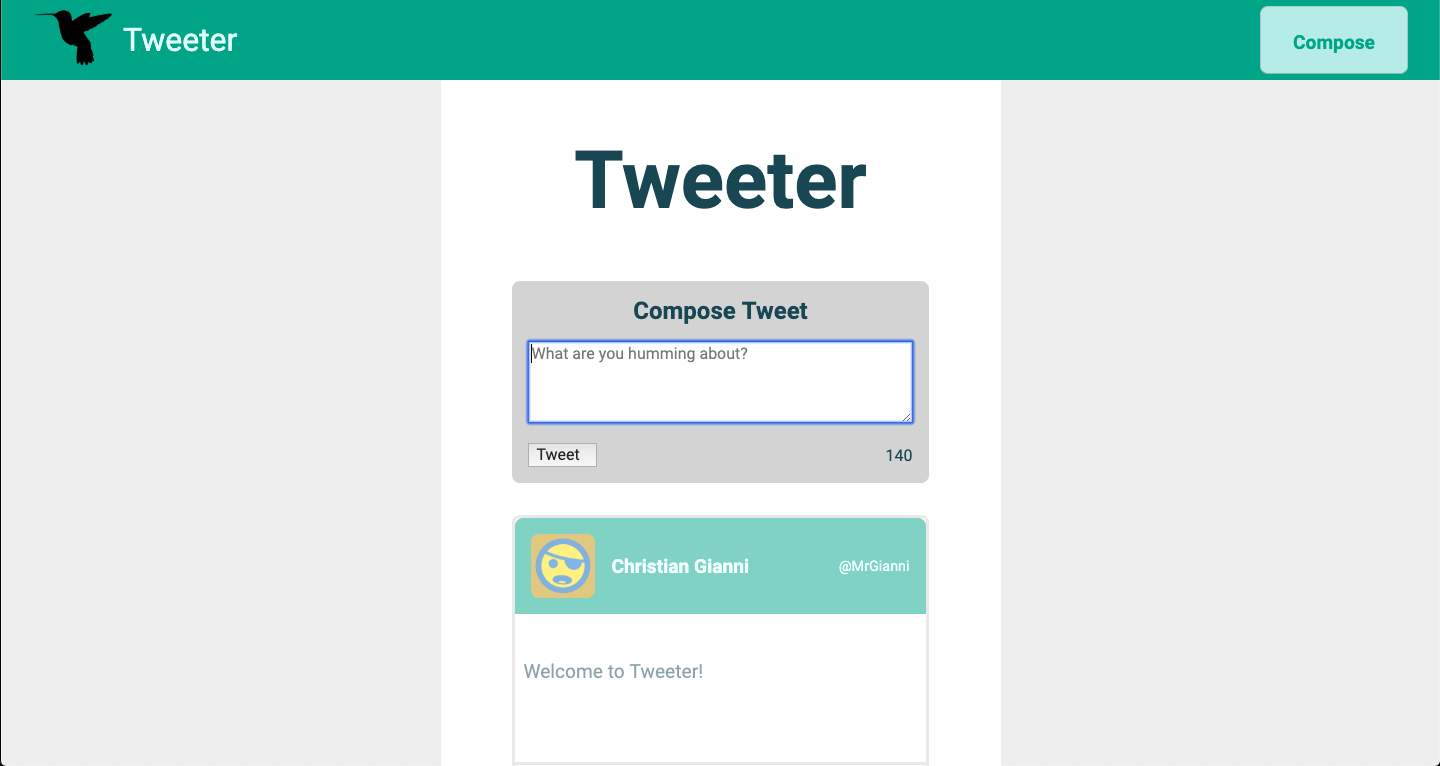 Tweeter
Compose
Tweeter
Compose Tweet
What are you humming about?
Tweet
140
Christian Gianni
@MrGianni
Welcome to Tweeter!